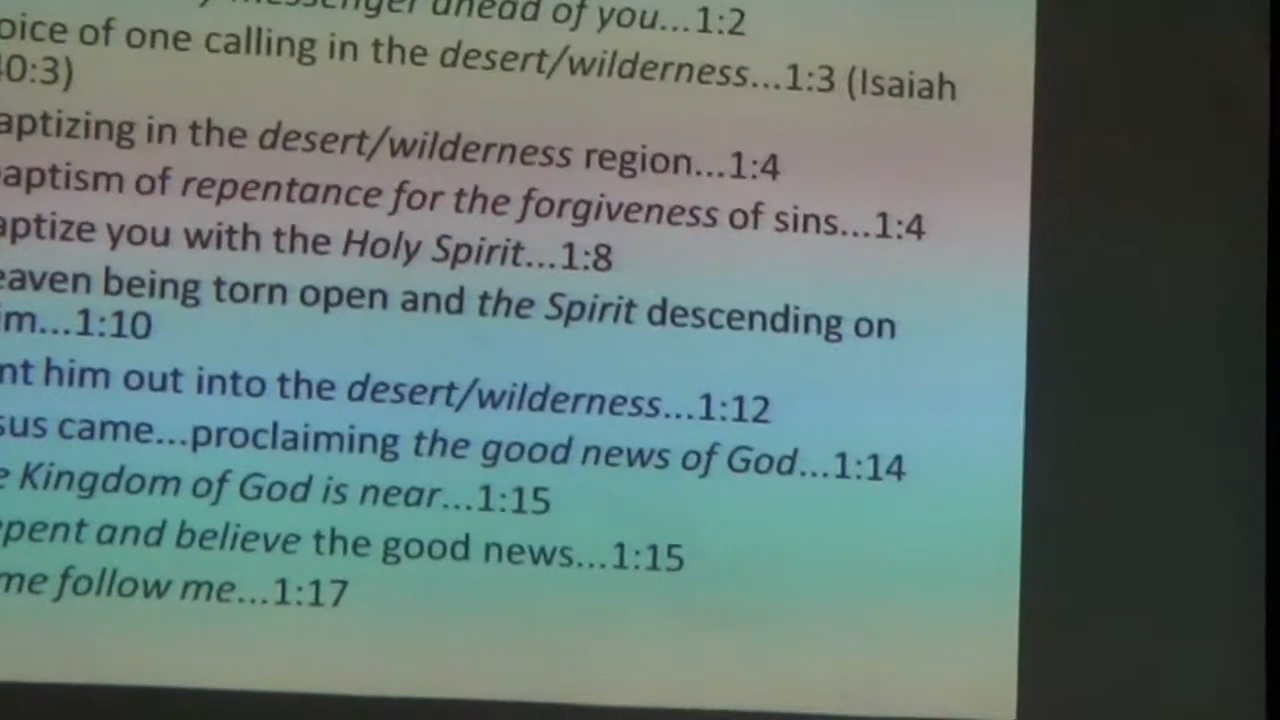 messenger ahead of you...1:2
oice of one calling in the desert/wilderness...1:3 (Isaiah
40:3)
aptizing in the desert/wilderness region...1:4
aptism of repentance for the forgiveness of sins...1:4
aptize you with the Holy Spirit...1:8
eaven being torn open and the Spirit descending on
im...1:10
nt him out into the desert/wilderness...1:12
sus came...proclaiming the good news of God...1:14
e Kingdom of God is near...1:15
epent and believe the good news...1:15
me follow me...1:17